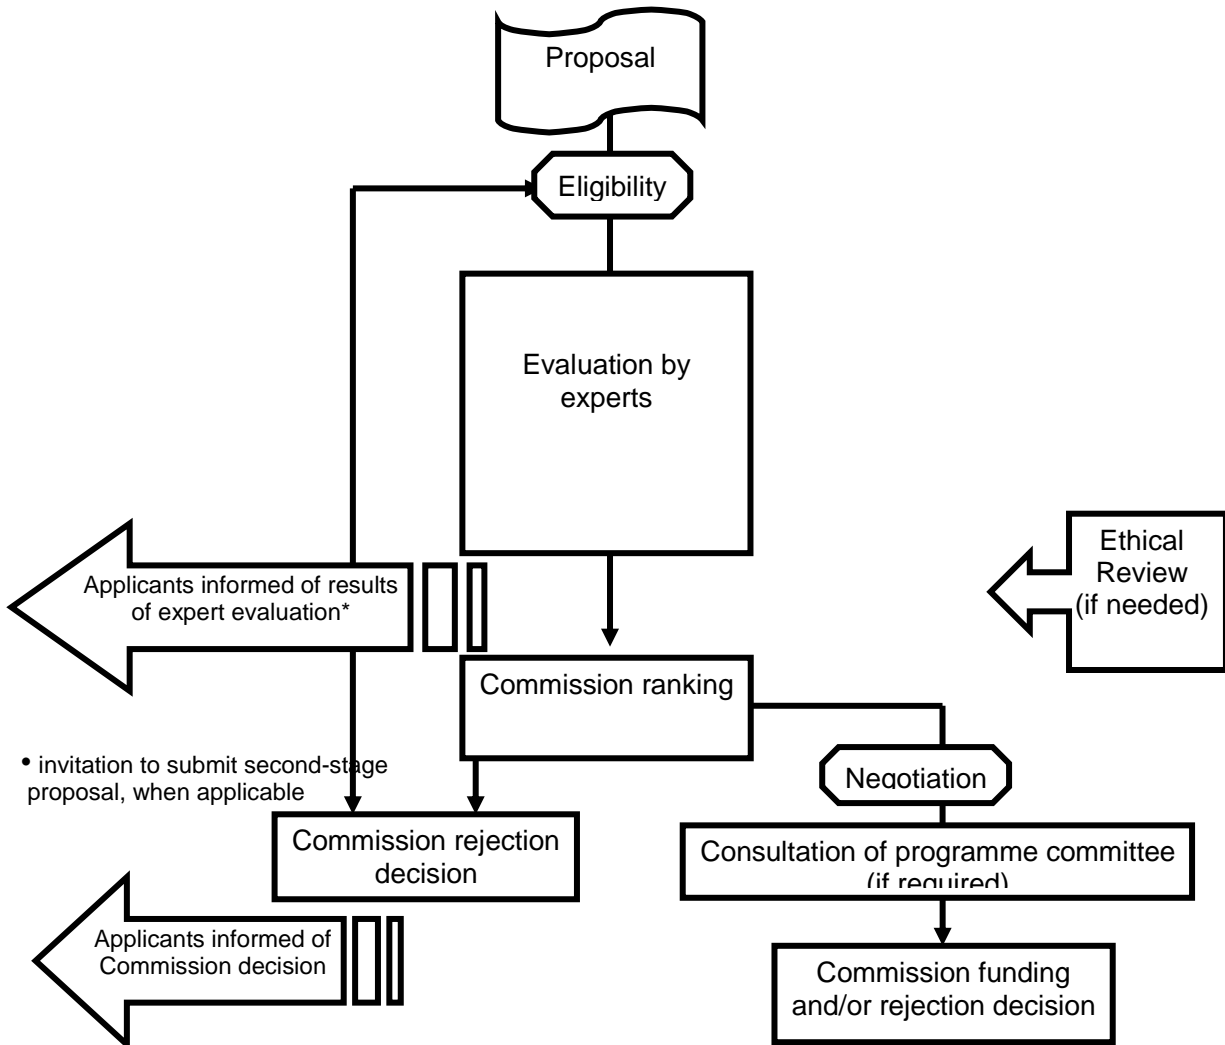 Proposal
Eligibility
Evaluation by
experts
Ethical
Review
(if needed)
Applicants informed of results
of expert evaluation*
Commission ranking
• invitation to submit second-stage
proposal, when applicable
Negotiation
Commission rejection
decision
Consultation of programme committee
(if required)
Applicants informed of
Commission decision
Commission funding
and/or rejection decision